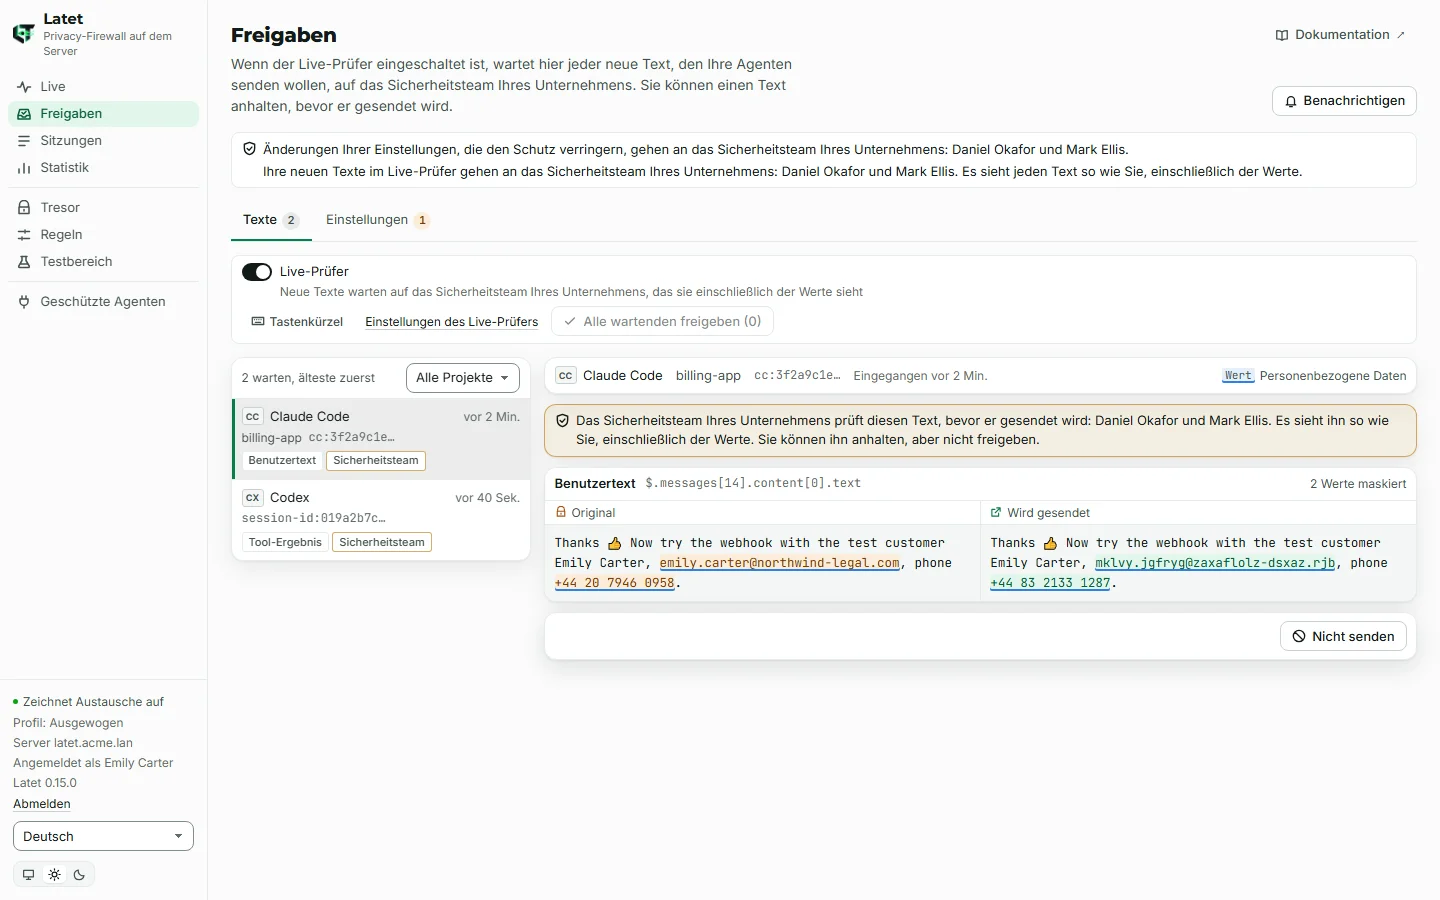 Latet
Privacy-Firewall auf dem
Server
Live
Freigaben
Sitzungen
Statistik
Tresor
Regeln
Testbereich
Geschützte Agenten
Zeichnet Austausche auf
Profil: Ausgewogen
Server latet.acme.lan
Angemeldet als Emily Carter
Latet 0.15.0
Abmelden
Deutsch
Freigaben
Dokumentation ↗
Wenn der Live-Prüfer eingeschaltet ist, wartet hier jeder neue Text, den Ihre Agenten
senden wollen, auf das Sicherheitsteam Ihres Unternehmens. Sie können einen Text
anhalten, bevor er gesendet wird.
Benachrichtigen
Änderungen Ihrer Einstellungen, die den Schutz verringern, gehen an das Sicherheitsteam Ihres Unternehmens: Daniel Okafor und Mark Ellis.
Ihre neuen Texte im Live-Prüfer gehen an das Sicherheitsteam Ihres Unternehmens: Daniel Okafor und Mark Ellis. Es sieht jeden Text so wie Sie, einschließlich der Werte.
Texte 2 Einstellungen 1
Live-Prüfer
Neue Texte warten auf das Sicherheitsteam Ihres Unternehmens, das sie einschließlich der Werte sieht
Tastenkürzel Einstellungen des Live-Prüfers Alle wartenden freigeben (0)
2 warten, älteste zuerst Alle Projekte
CC Claude Code vor 2 Min.
billing-app cc:3f2a9c1e…
Benutzertext Sicherheitsteam
CX Codex vor 40 Sek.
session-id:019a2b7c…
Tool-Ergebnis Sicherheitsteam
CC Claude Code billing-app cc:3f2a9c1e… Eingegangen vor 2 Min. Wert Personenbezogene Daten
Das Sicherheitsteam Ihres Unternehmens prüft diesen Text, bevor er gesendet wird: Daniel Okafor und Mark Ellis. Es sieht ihn so wie
Sie, einschließlich der Werte. Sie können ihn anhalten, aber nicht freigeben.
Benutzertext $.messages[14].content[0].text 2 Werte maskiert
Original
Thanks 👍 Now try the webhook with the test customer
Emily Carter, emily.carter@northwind-legal.com, phone
+44 20 7946 0958.
Wird gesendet
Thanks 👍 Now try the webhook with the test customer
Emily Carter, mklvy.jgfryg@zaxaflolz-dsxaz.rjb, phone
+44 83 2133 1287.
Nicht senden